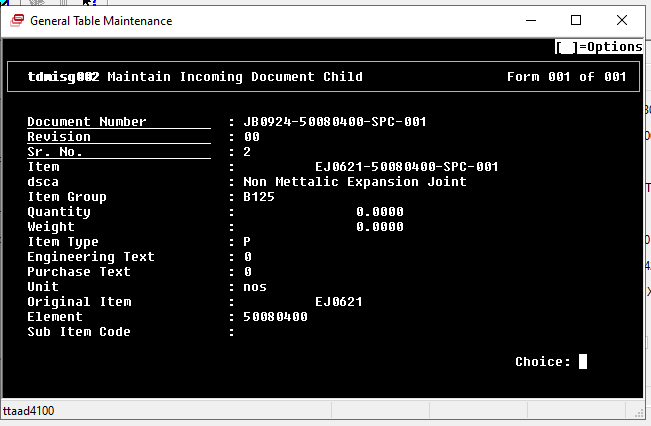 General Table Maintenance
[ ]=Options
Maintain Incoming Document Child Form 001 of 001
Document Number : JB0924-50080400-SPC-001
Revision : 00
Sr. No. : 2
Item : EJ0621-50080400-SPC-001
dsca : Non Mettalic Expansion Joint
Item Group : B125
Quantity : 0.0000
Weight : 0.0000
Item Type : P
Engineering Text : 0
Purchase Text : 0
Unit : nos
Original Item : EJ0621
Element : 50080400
Sub Item Code :
Choice:
ttaad4100